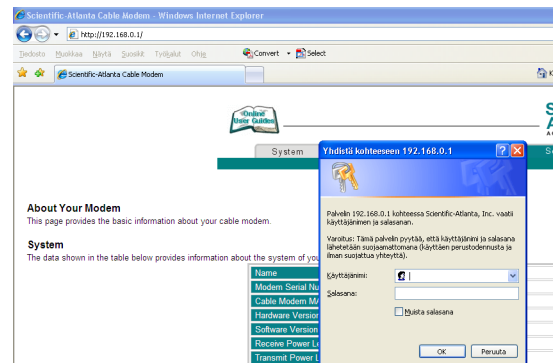 Scientific-Atlanta Cable Modem - Windows Internet Explorer
http://192.168.0.1/
Tiedosto Muokkaa Näytä Suosikit Työkalut Ohje
Convert Select
Scientific-Atlanta Cable Modem
Online
User Guides
System
About Your Modem
This page provides the basic information about your cable modem.
System
The data shown in the table below provides information about the system of you
Name
Modem Serial Nu
Cable Modem MA
Hardware Version
Software Version
Receive Power Le
Transmit Power L
Yhdistä kohteeseen 192.168.0.1
Palvelin 192.168.0.1 kohteessa Scientific-Atlanta, Inc. vaatii
käyttäjänimen ja salasanan.
Varoitus: Tämä palvelin pyytää, että käyttäjänimi ja salasana
lähetetään suojaamattomana (käyttäen perustodennusta ja
ilman suojattua yhteyttä).
Käyttäjänimi:
Salasana:
Muista salasana
OK Peruuta